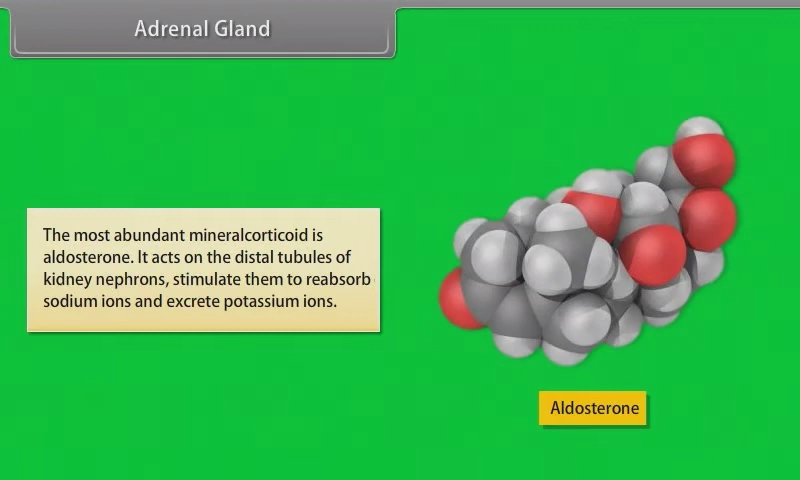 Adrenal Gland
The most abundant mineralcorticoid is
aldosterone. It acts on the distal tubules of
kidney nephrons, stimulate them to reabsorb
sodium ions and excrete potassium ions.
Aldosterone